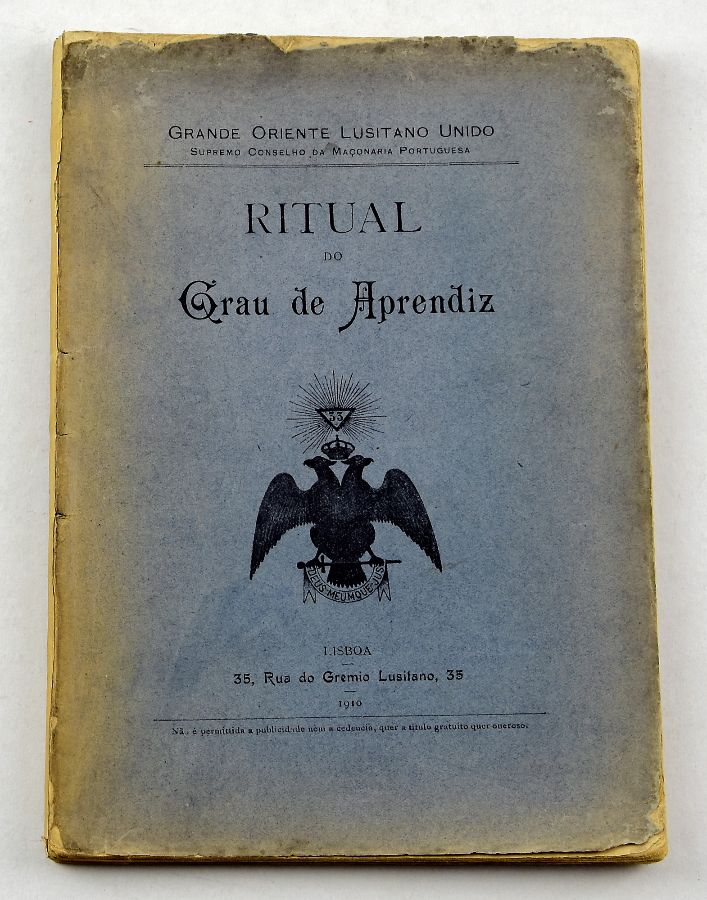 GRANDE ORIENTE LUSITANO UNIDO
SUPREMO CONSELHO DA MAÇONARIA PORTUGUESA
RITUAL
DO
Grau de Aprendiz
33
DEUS MEUMQUE JUS
LISBOA
35, Rua do Gremio Lusitano, 35
1910
Não é permittida a publicidade nem a cedencia, quer a titulo gratuito quer oneroso.